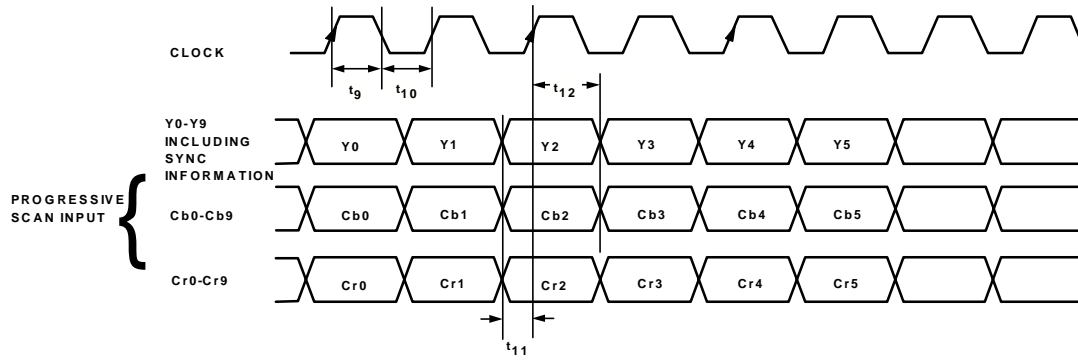 CLOCK
t9
t10
t12
Y0-Y9
INCLUDING
SYNC
INFORMATION
Y0 Y1 Y2 Y3 Y4 Y5
PROGRESSIVE
SCAN INPUT
Cb0-Cb9
Cb0 Cb1 Cb2 Cb3 Cb4 Cb5
Cr0-Cr9
Cr0 Cr1 Cr2 Cr3 Cr4 Cr5
t11